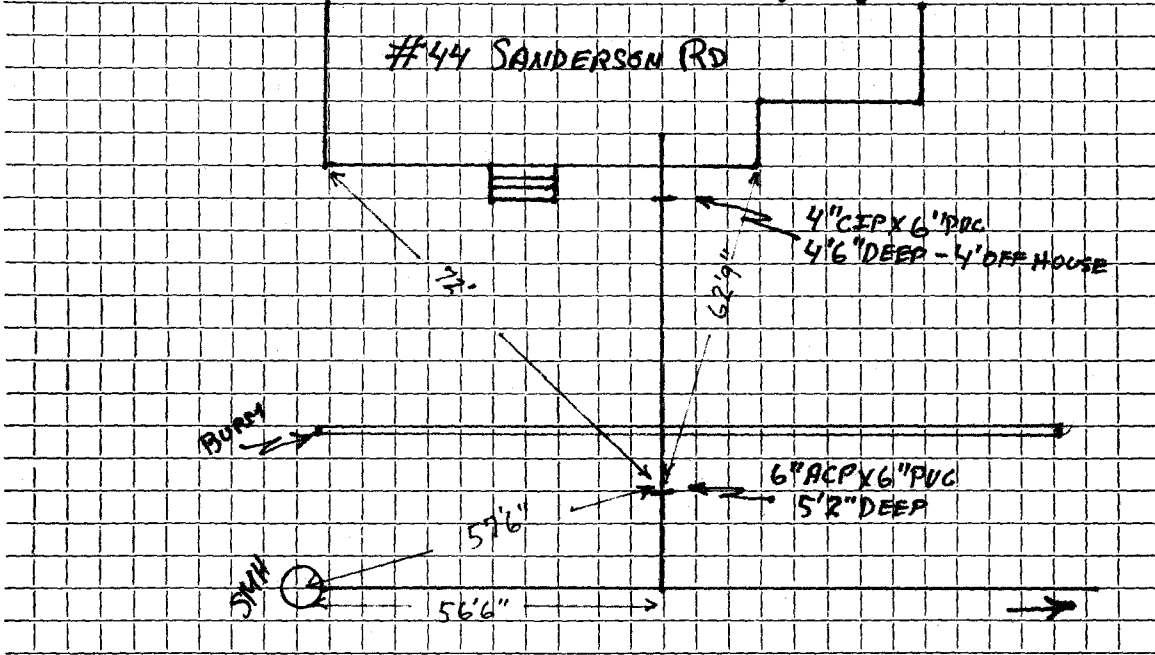 #44 SANDERSON RD
4"CIP X 6"PVC
4'6"DEEP - 4'OFF HOUSE
62'9"
BURM
6"ACP X 6"PVC
5'2"DEEP
57'6"
SMH
56'6"